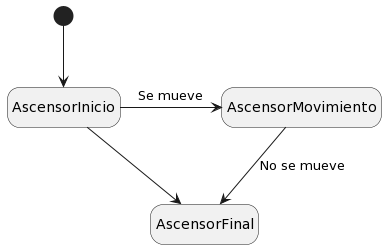 Se mueve
AscensorInicio
AscensorMovimiento
No se mueve
AscensorFinal